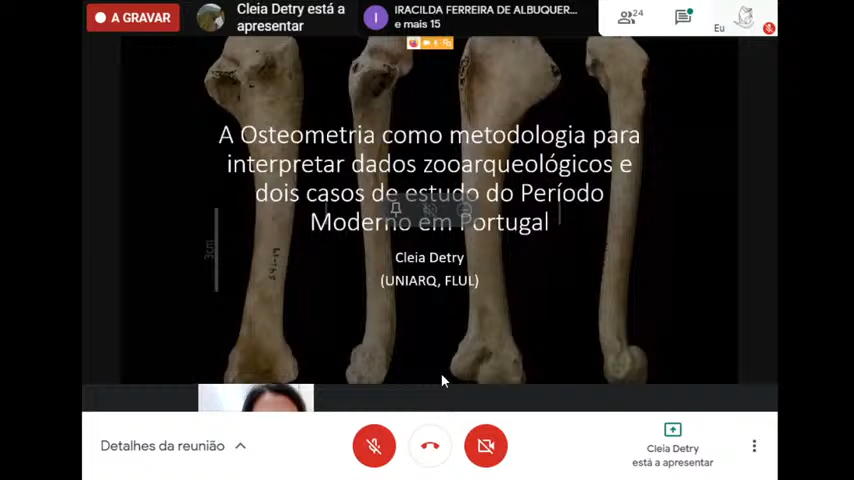 A GRAVAR
Cleia Detry está a
apresentar
I
IRACILDA FERREIRA DE ALBUQUER...
e mais 15
24
Eu
A Osteometria como metodologia para
interpretar dados zooarqueológicos e
dois casos de estudo do Período
Moderno em Portugal
Cleia Detry
(UNIARQ, FLUL)
3cm
Detalhes da reunião
Cleia Detry
está a apresentar